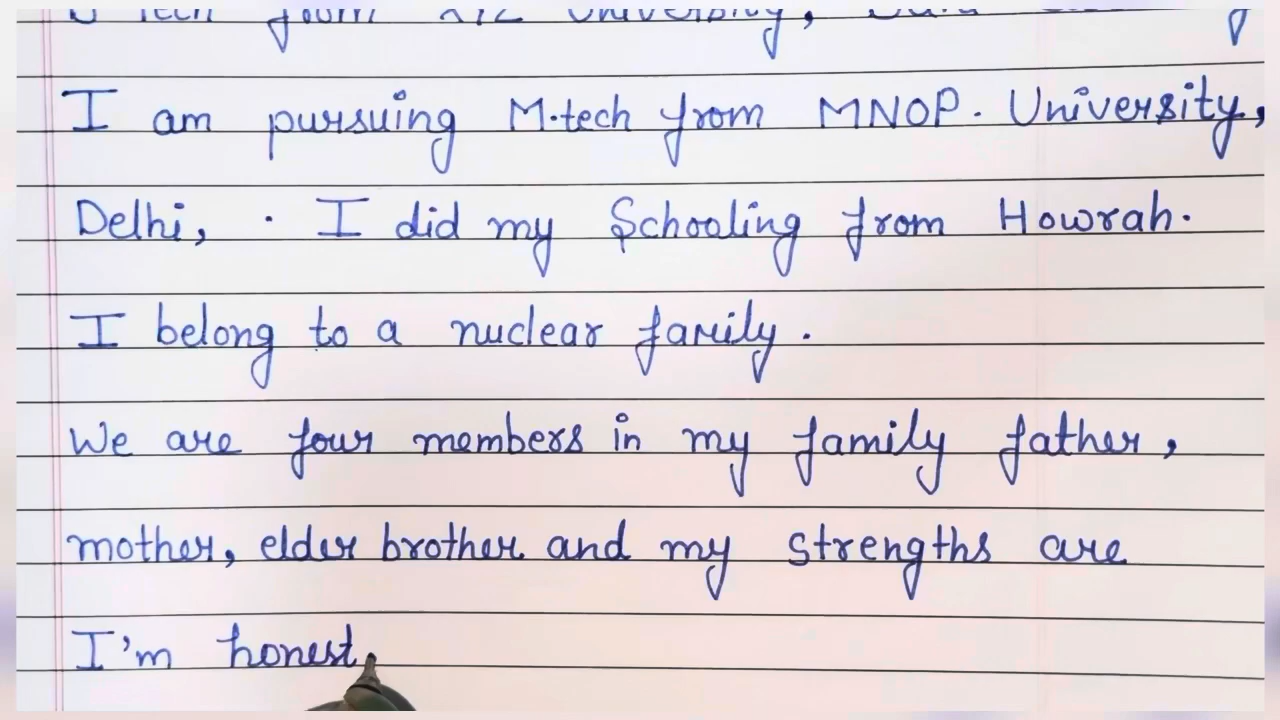 I am pursuing M.tech from MNOP. University,
Delhi, . I did my Schooling from Howrah.
I belong to a nuclear family.
We are four members in my family father,
mother, elder brother and my strengths are
I'm honest,